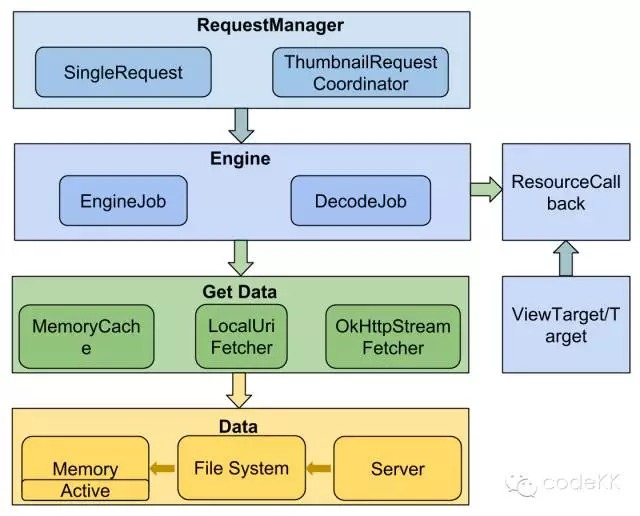 RequestManager
SingleRequest
ThumbnailRequest
Coordinator
Engine
EngineJob
DecodeJob
ResourceCall
back
Get Data
MemoryCach
e
LocalUri
Fetcher
OkHttpStream
Fetcher
ViewTarget/T
arget
Data
Memory
Active
File System
Server
codeKK